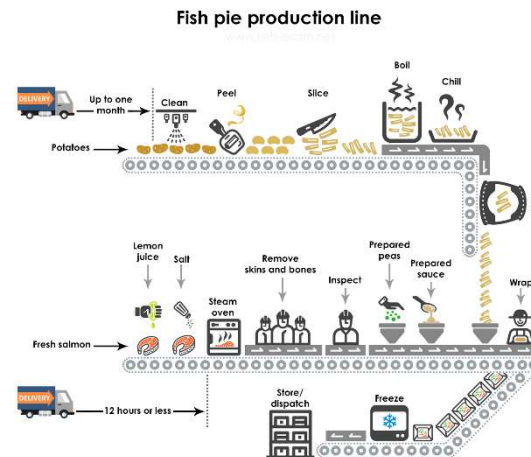 Fish pie production line
DELIVERY
Up to one
month
Clean
Peel
Slice
Boil
Chill
Potatoes
Lemon
juice
Salt
Steam
oven
Remove
skins and bones
Inspect
Prepared
peas
Prepared
sauce
Wrap
Fresh salmon
DELIVERY
12 hours or less
Store/
dispatch
Freeze